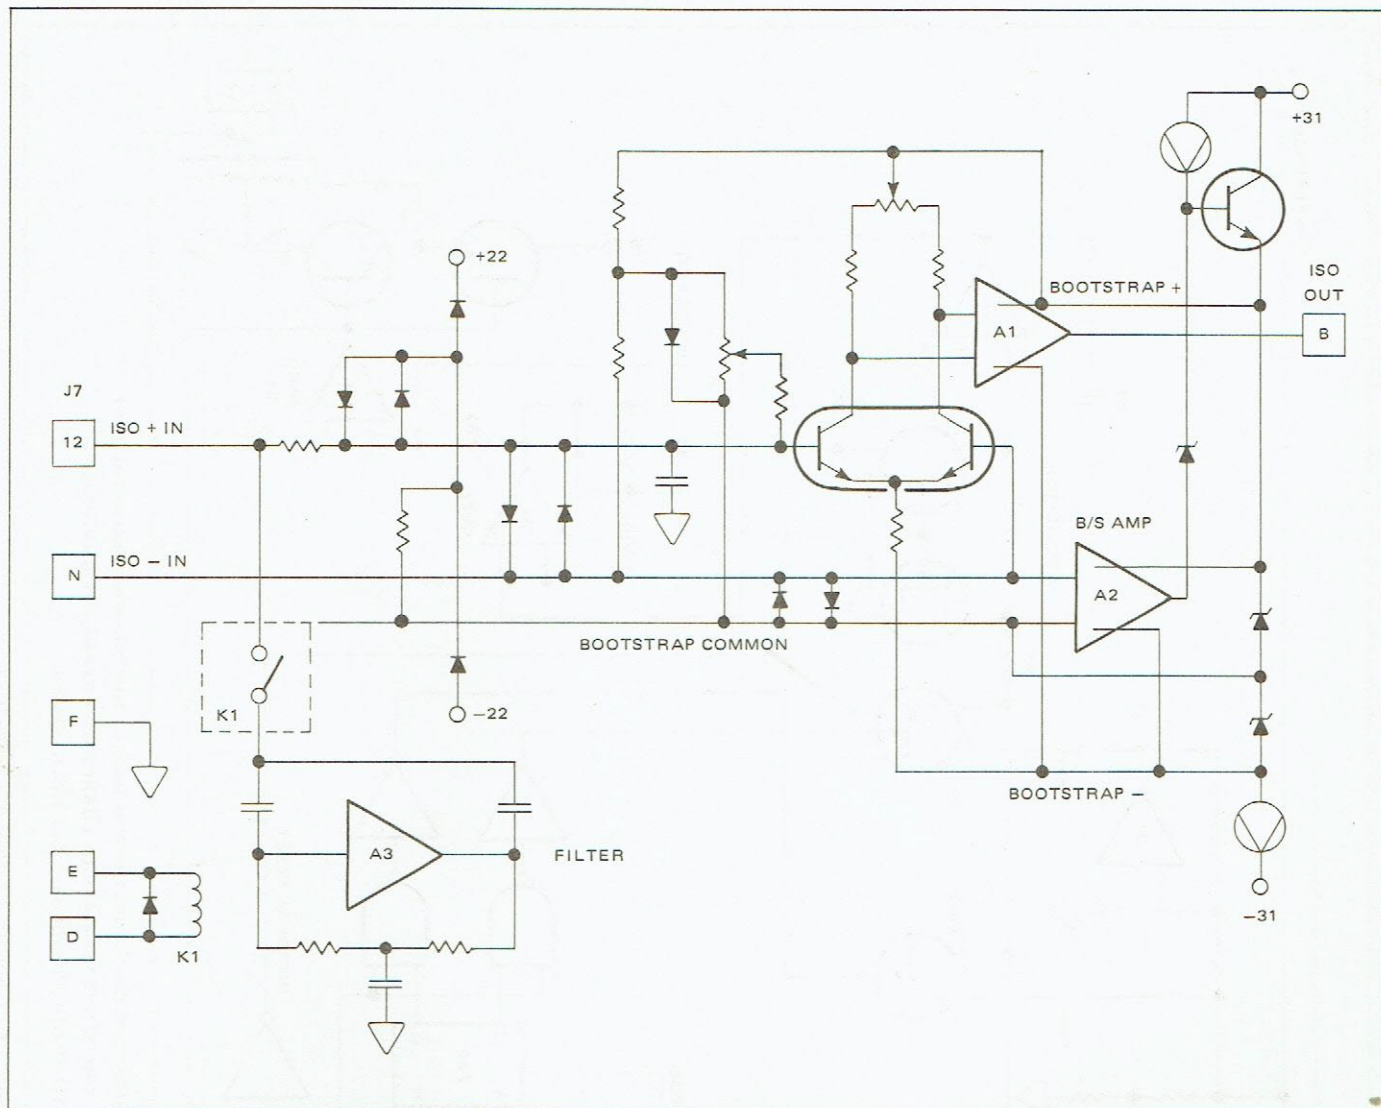 +31
ISO
OUT
+22
BOOTSTRAP +
A1
B
J7
12
ISO + IN
B/S AMP
N
ISO – IN
A2
BOOTSTRAP COMMON
F
K1
–22
BOOTSTRAP –
A3
FILTER
E
D
K1
–31